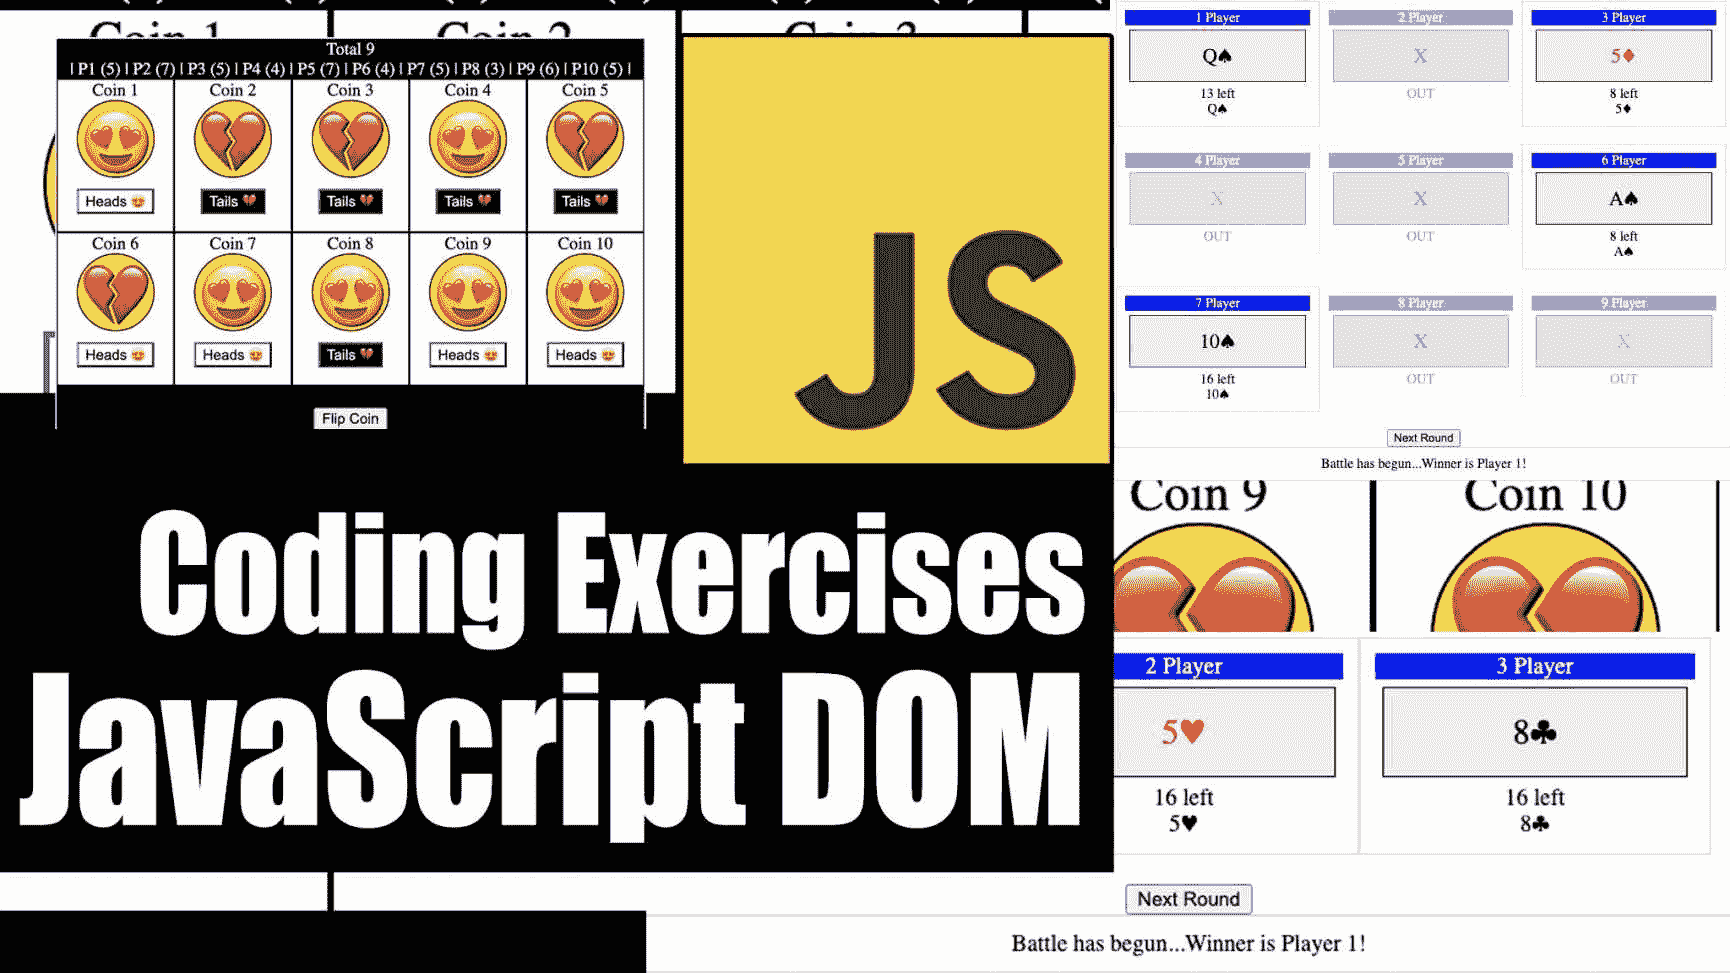 Coin 1
Coin 2
Coin 3
Total 9
| P1 (5) | P2 (7) | P3 (5) | P4 (4) | P5 (7) | P6 (4) | P7 (5) | P8 (3) | P9 (6) | P10 (5) |
Coin 1
Coin 2
Coin 3
Coin 4
Coin 5
Heads 😍
Tails 💔
Tails 💔
Tails 💔
Tails 💔
Coin 6
Coin 7
Coin 8
Coin 9
Coin 10
Heads 😍
Heads 😍
Tails 💔
Heads 😍
Heads 😍
Flip Coin
JS
Coding Exercises
JavaScript DOM
1 Player
Q♠
13 left
Q♠
2 Player
X
OUT
3 Player
5♦
8 left
5♦
4 Player
X
OUT
5 Player
X
OUT
6 Player
A♠
8 left
A♠
7 Player
10♠
16 left
10♠
8 Player
X
OUT
9 Player
X
OUT
Next Round
Battle has begun...Winner is Player 1!
Coin 9
Coin 10
2 Player
5♥
16 left
5♥
3 Player
8♣
16 left
8♣
Next Round
Battle has begun...Winner is Player 1!